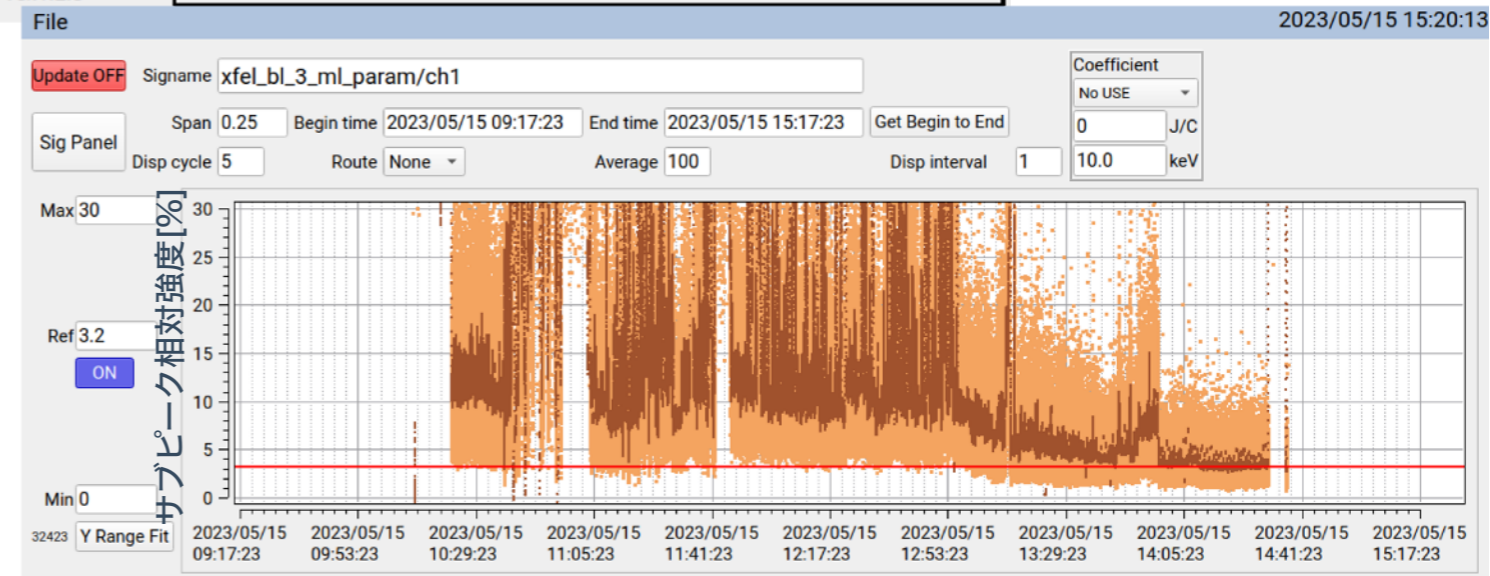 File 2023/05/15 15:20:13
Update OFF Signame xfel_bl_3_ml_param/ch1
Coefficient
No USE
Sig Panel Span 0.25 Begin time 2023/05/15 09:17:23 End time 2023/05/15 15:17:23 Get Begin to End
0 J/C
Disp cycle 5 Route None Average 100 Disp interval 1
10.0 keV
Max 30
Ref 3.2
ON
Min 0
32423 Y Range Fit
サブピーク相対強度[%]
30
25
20
15
10
5
0
2023/05/15 2023/05/15 2023/05/15 2023/05/15 2023/05/15 2023/05/15 2023/05/15 2023/05/15 2023/05/15 2023/05/15 2023/05/15
09:17:23 09:53:23 10:29:23 11:05:23 11:41:23 12:17:23 12:53:23 13:29:23 14:05:23 14:41:23 15:17:23